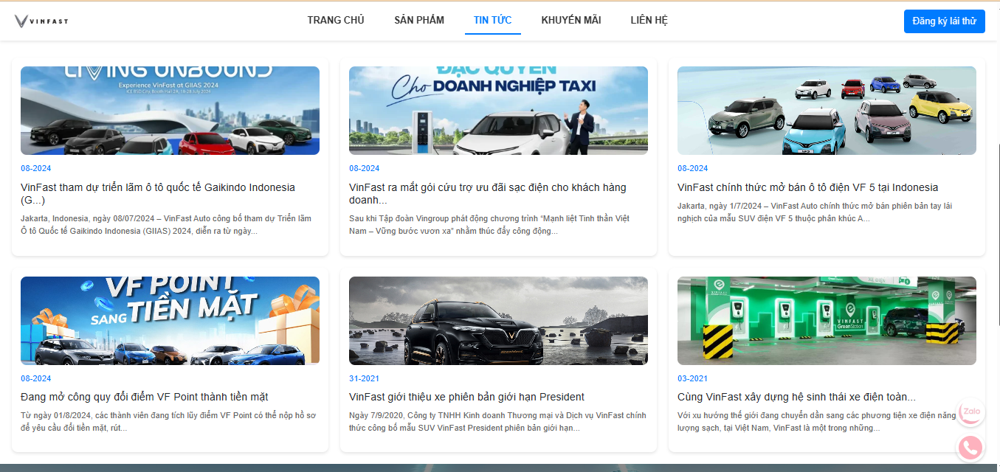 VINFAST
TRANG CHỦ
SẢN PHẨM
TIN TỨC
KHUYẾN MÃI
LIÊN HỆ
Đăng ký lái thử
LIVING UNBOUND
Experience VinFast at GIIAS 2024
ĐẶC QUYỀN
Cho DOANH NGHIỆP TAXI
08-2024
VinFast tham dự triển lãm ô tô quốc tế Gaikindo Indonesia
(G...)
Jakarta, Indonesia, ngày 08/07/2024 – VinFast Auto công bố tham dự Triển lãm
Ô tô Quốc tế Gaikindo Indonesia (GIIAS) 2024, diễn ra từ ngày...
08-2024
VinFast ra mắt gói cứu trợ ưu đãi sạc điện cho khách hàng
doanh...
Sau khi Tập đoàn Vingroup phát động chương trình “Mạnh liệt Tinh thần Việt
Nam – Vững bước vươn xa” nhằm thúc đẩy công động...
08-2024
VinFast chính thức mở bán ô tô điện VF 5 tại Indonesia
Jakarta, ngày 1/7/2024 – VinFast Auto chính thức mở bán phiên bản tay lái
nghịch của mẫu SUV điện VF 5 thuộc phân khúc A...
VF POINT
SANG TIỀN MẶT
08-2024
Đang mở công quy đổi điểm VF Point thành tiền mặt
Từ ngày 01/8/2024, các thành viên đang tích lũy điểm VF Point có thể nộp hồ sơ
để yêu cầu đổi tiền mặt, rút...
31-2021
VinFast giới thiệu xe phiên bản giới hạn President
Ngày 7/9/2020, Công ty TNHH Kinh doanh Thương mại và Dịch vụ VinFast chính
thức công bố mẫu SUV VinFast President phiên bản giới hạn...
XE ĐIỆN
VINFAST
GreenStation
03-2021
Cùng VinFast xây dựng hệ sinh thái xe điện toàn...
Với xu hướng thế giới đang chuyển dần sang các phương tiện xe điện năng
lượng sạch, tại Việt Nam, VinFast là một trong những...
Zalo